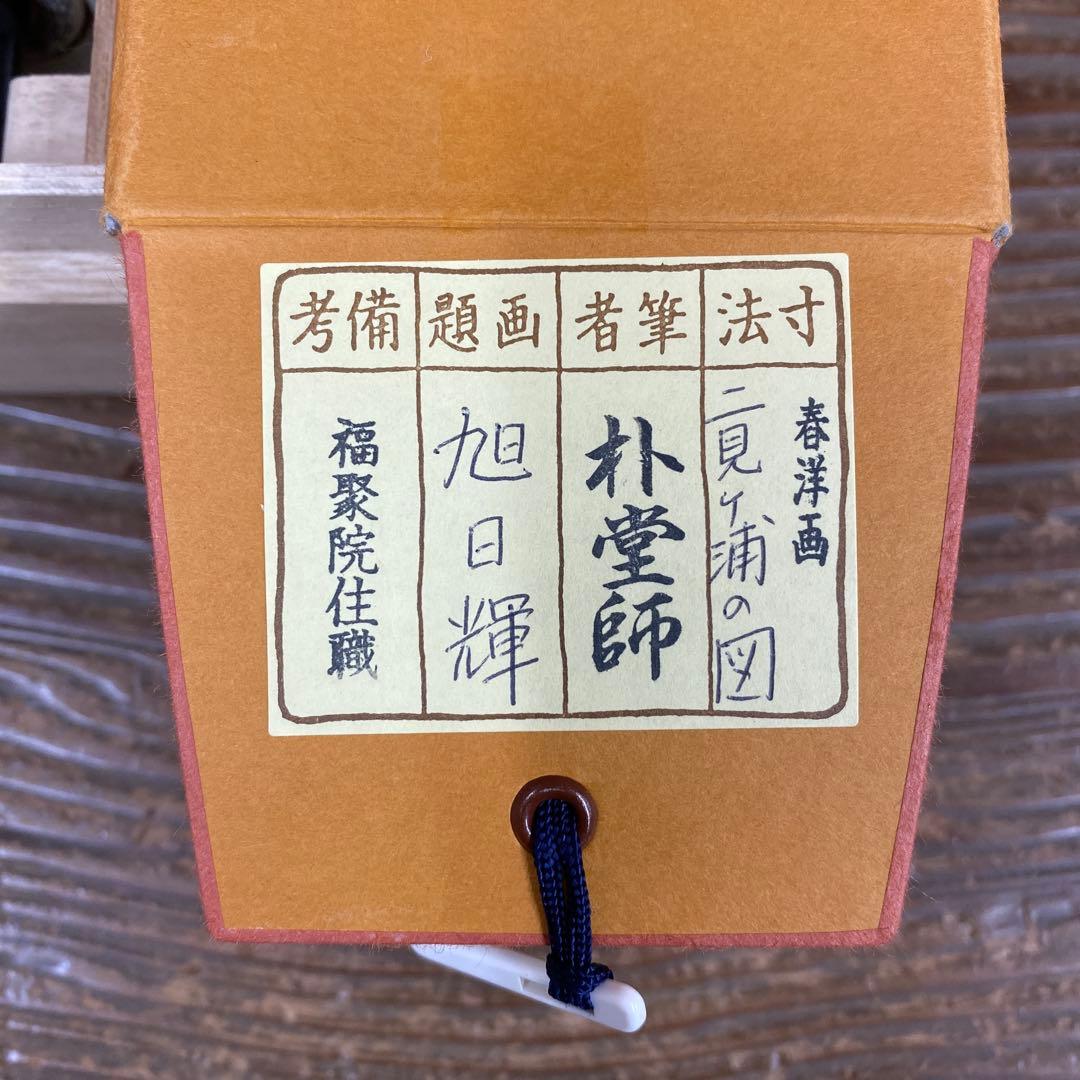 寸法
春洋画
二見ケ浦の図
筆者
朴堂師
画題
旭日輝
備考
福聚院住職